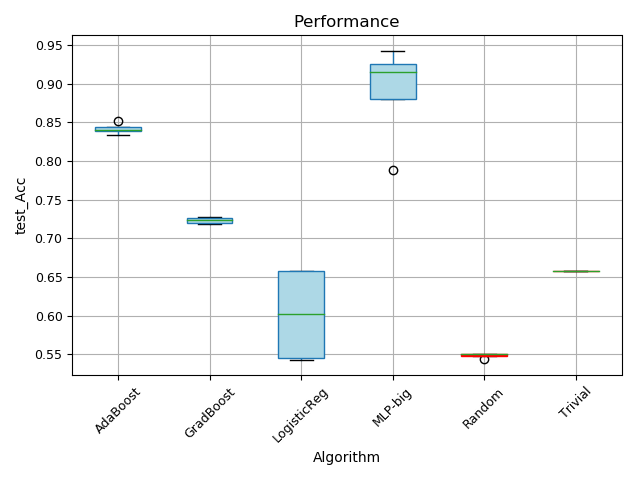 Performance
test_Acc
0.95
0.90
0.85
0.80
0.75
0.70
0.65
0.60
0.55
AdaBoost
GradBoost
LogisticReg
MLP-big
Random
Trivial
Algorithm